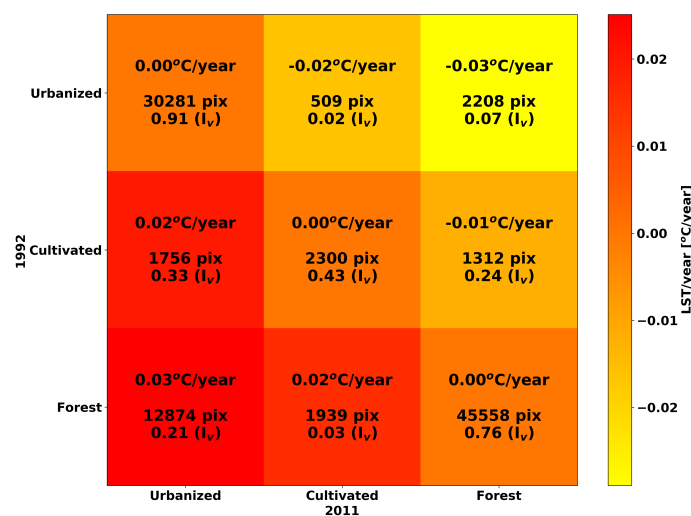 0.00°C/year -0.02°C/year -0.03°C/year
Urbanized
30281 pix 509 pix 2208 pix
0.91 (Iv) 0.02 (Iv) 0.07 (Iv)
0.02°C/year 0.00°C/year -0.01°C/year
1992
Cultivated
1756 pix 2300 pix 1312 pix
0.33 (Iv) 0.43 (Iv) 0.24 (Iv)
0.03°C/year 0.02°C/year 0.00°C/year
Forest
12874 pix 1939 pix 45558 pix
0.21 (Iv) 0.03 (Iv) 0.76 (Iv)
Urbanized Cultivated Forest
2011
0.02
0.01
0.00
−0.01
−0.02
LST/year [°C/year]